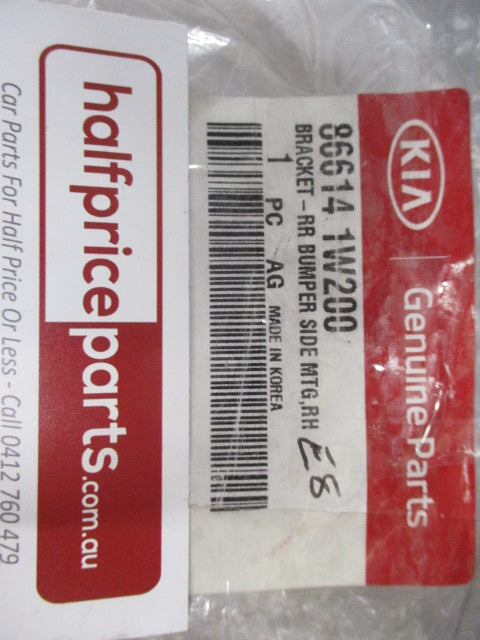 KIA | Genuine Parts
86614 1W200
BRACKET-RR BUMPER SIDE MTG,RH
1 PC AG MADE IN KOREA
E8
halfpriceparts.com.au
Car Parts For Half Price Or Less - Call 0412 760 479